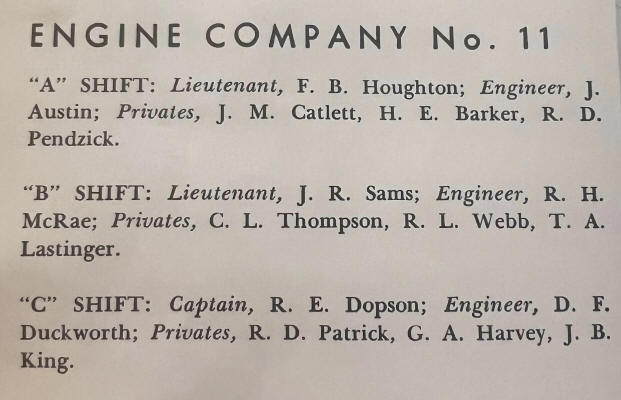 ENGINE COMPANY No. 11
“A” SHIFT: Lieutenant, F. B. Houghton; Engineer, J.
Austin; Privates, J. M. Catlett, H. E. Barker, R. D.
Pendzick.
“B” SHIFT: Lieutenant, J. R. Sams; Engineer, R. H.
McRae; Privates, C. L. Thompson, R. L. Webb, T. A.
Lastinger.
“C” SHIFT: Captain, R. E. Dopson; Engineer, D. F.
Duckworth; Privates, R. D. Patrick, G. A. Harvey, J. B.
King.